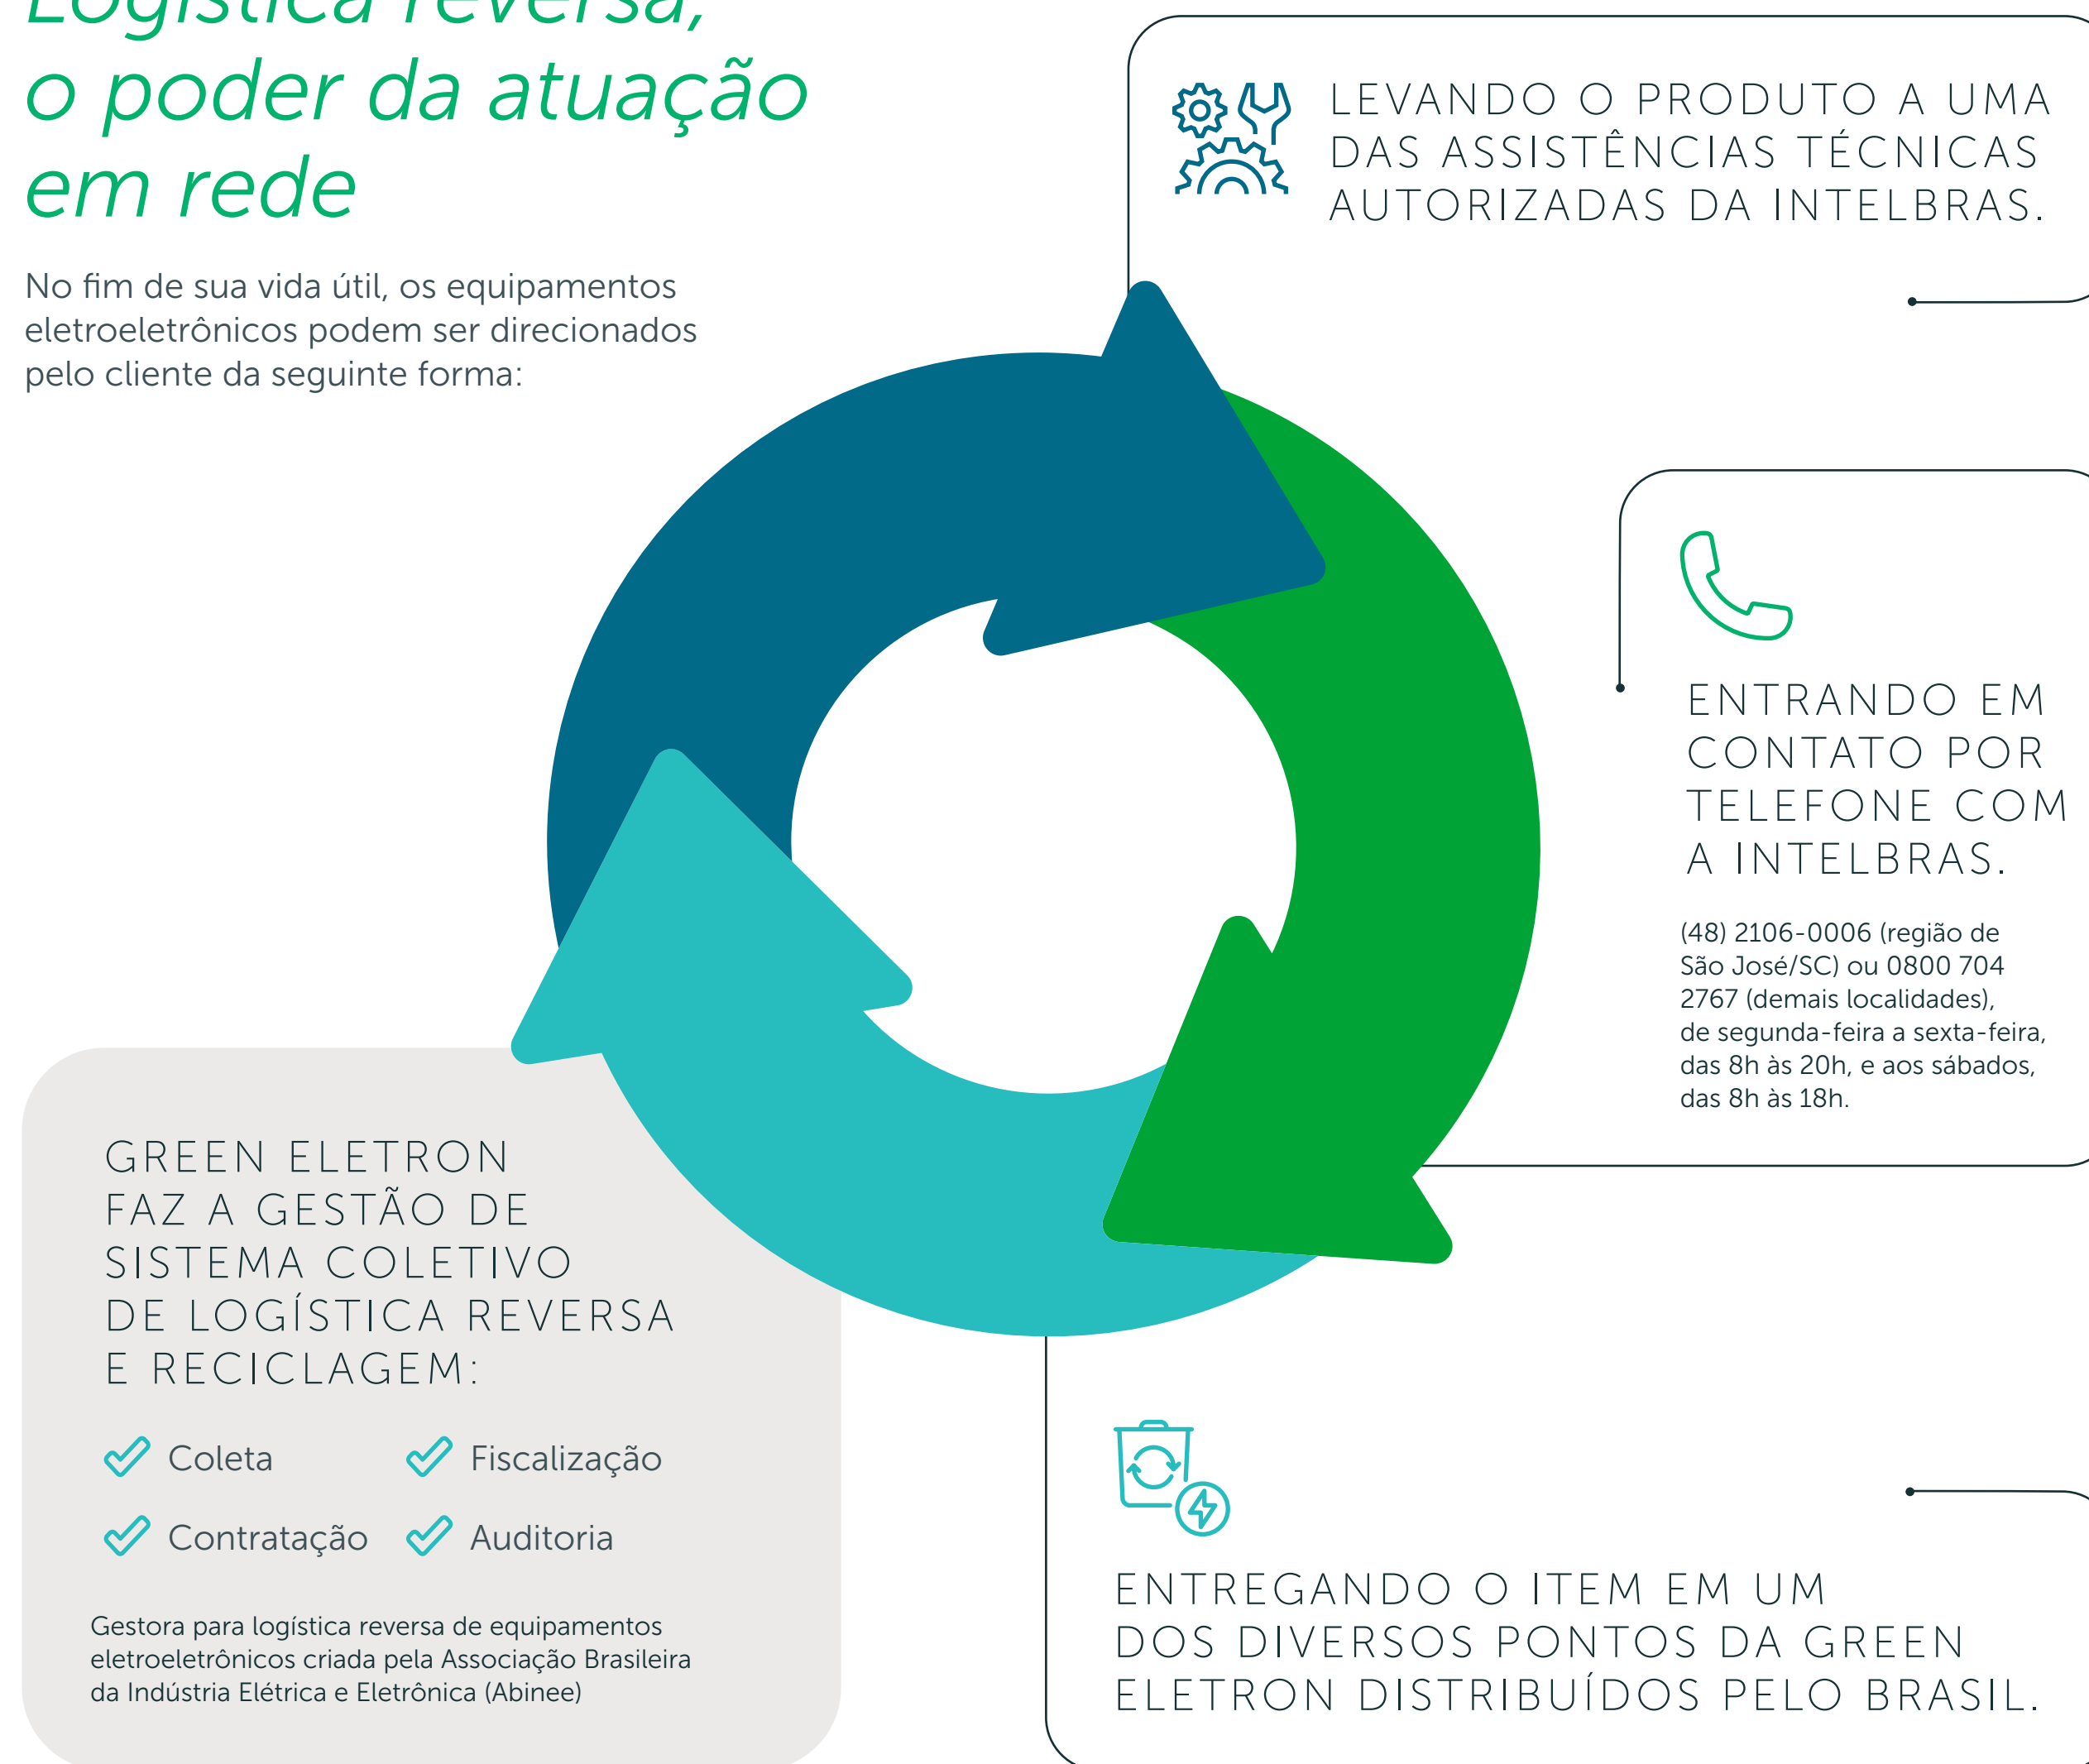 Logística reversa,
o poder da atuação
em rede
No fim de sua vida útil, os equipamentos
eletroeletrônicos podem ser direcionados
pelo cliente da seguinte forma:
LEVANDO O PRODUTO A UMA
DAS ASSISTÊNCIAS TÉCNICAS
AUTORIZADAS DA INTELBRAS.
ENTRANDO EM
CONTATO POR
TELEFONE COM
A INTELBRAS.
(48) 2106-0006 (região de
São José/SC) ou 0800 704
2767 (demais localidades),
de segunda-feira a sexta-feira,
das 8h às 20h, e aos sábados,
das 8h às 18h.
GREEN ELETRON
FAZ A GESTÃO DE
SISTEMA COLETIVO
DE LOGÍSTICA REVERSA
E RECICLAGEM:
Coleta
Fiscalização
Contratação
Auditoria
Gestora para logística reversa de equipamentos
eletroeletrônicos criada pela Associação Brasileira
da Indústria Elétrica e Eletrônica (Abinee)
ENTREGANDO O ITEM EM UM
DOS DIVERSOS PONTOS DA GREEN
ELETRON DISTRIBUÍDOS PELO BRASIL.